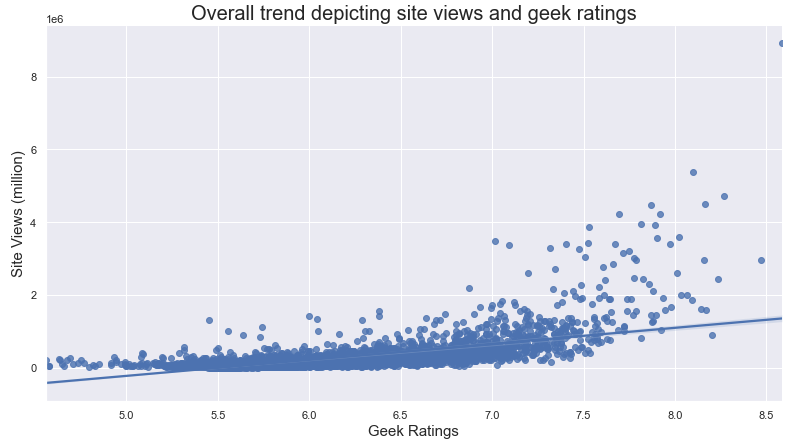 Overall trend depicting site views and geek ratings
1e6
8
6
4
2
0
Site Views (million)
5.0 5.5 6.0 6.5 7.0 7.5 8.0 8.5
Geek Ratings